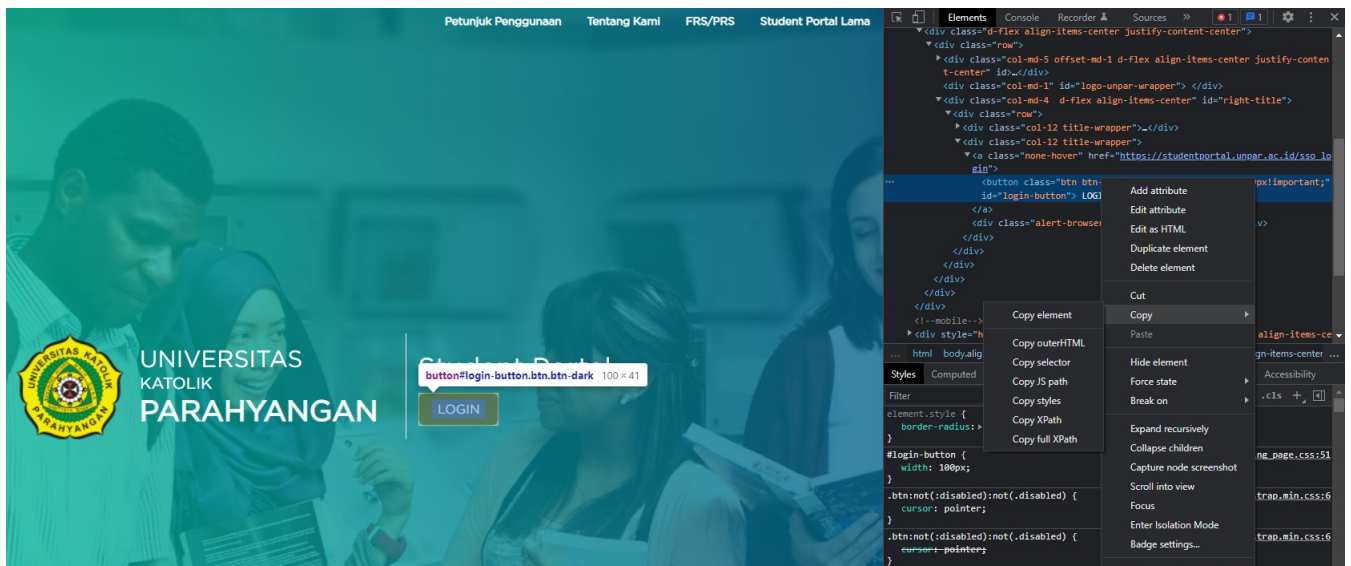 Petunjuk Penggunaan Tentang Kami FRS/PRS Student Portal Lama
UNIVERSITAS
KATOLIK
PARAHYANGAN
button#login-button.btn.btn-dark 100 × 41
LOGIN
Elements Console Recorder Sources » 1 1
<div class="d-flex align-items-center justify-content-center">
<div class="row">
<div class="col-md-5 offset-md-1 d-flex align-items-center justify-conten
t-center" id>…</div>
<div class="col-md-1" id="logo-unpar-wrapper"> </div>
<div class="col-md-4 d-flex align-items-center" id="right-title">
<div class="row">
<div class="col-12 title-wrapper">…</div>
<div class="col-12 title-wrapper">
<a class="none-hover" href="https://studentportal.unpar.ac.id/sso_lo
gin">
<button class="btn btn- px!important;"
id="login-button"> LOGI
</a>
<div class="alert-browser v>
</div>
</div>
</div>
</div>
</div>
</div>
<!--mobile-->
<div style="h align-items-ce
... html body.alig gn-items-center ...
Styles Computed Accessibility
Filter .cls
element.style {
border-radius:
}
#login-button { ng_page.css:51
width: 100px;
}
.btn:not(:disabled):not(.disabled) { trap.min.css:6
cursor: pointer;
}
.btn:not(:disabled):not(.disabled) { trap.min.css:6
cursor: pointer;
}
Add attribute
Edit attribute
Edit as HTML
Duplicate element
Delete element
Cut
Copy
Paste
Hide element
Force state
Break on
Expand recursively
Collapse children
Capture node screenshot
Scroll into view
Focus
Enter Isolation Mode
Badge settings...
Copy element
Copy outerHTML
Copy selector
Copy JS path
Copy styles
Copy XPath
Copy full XPath